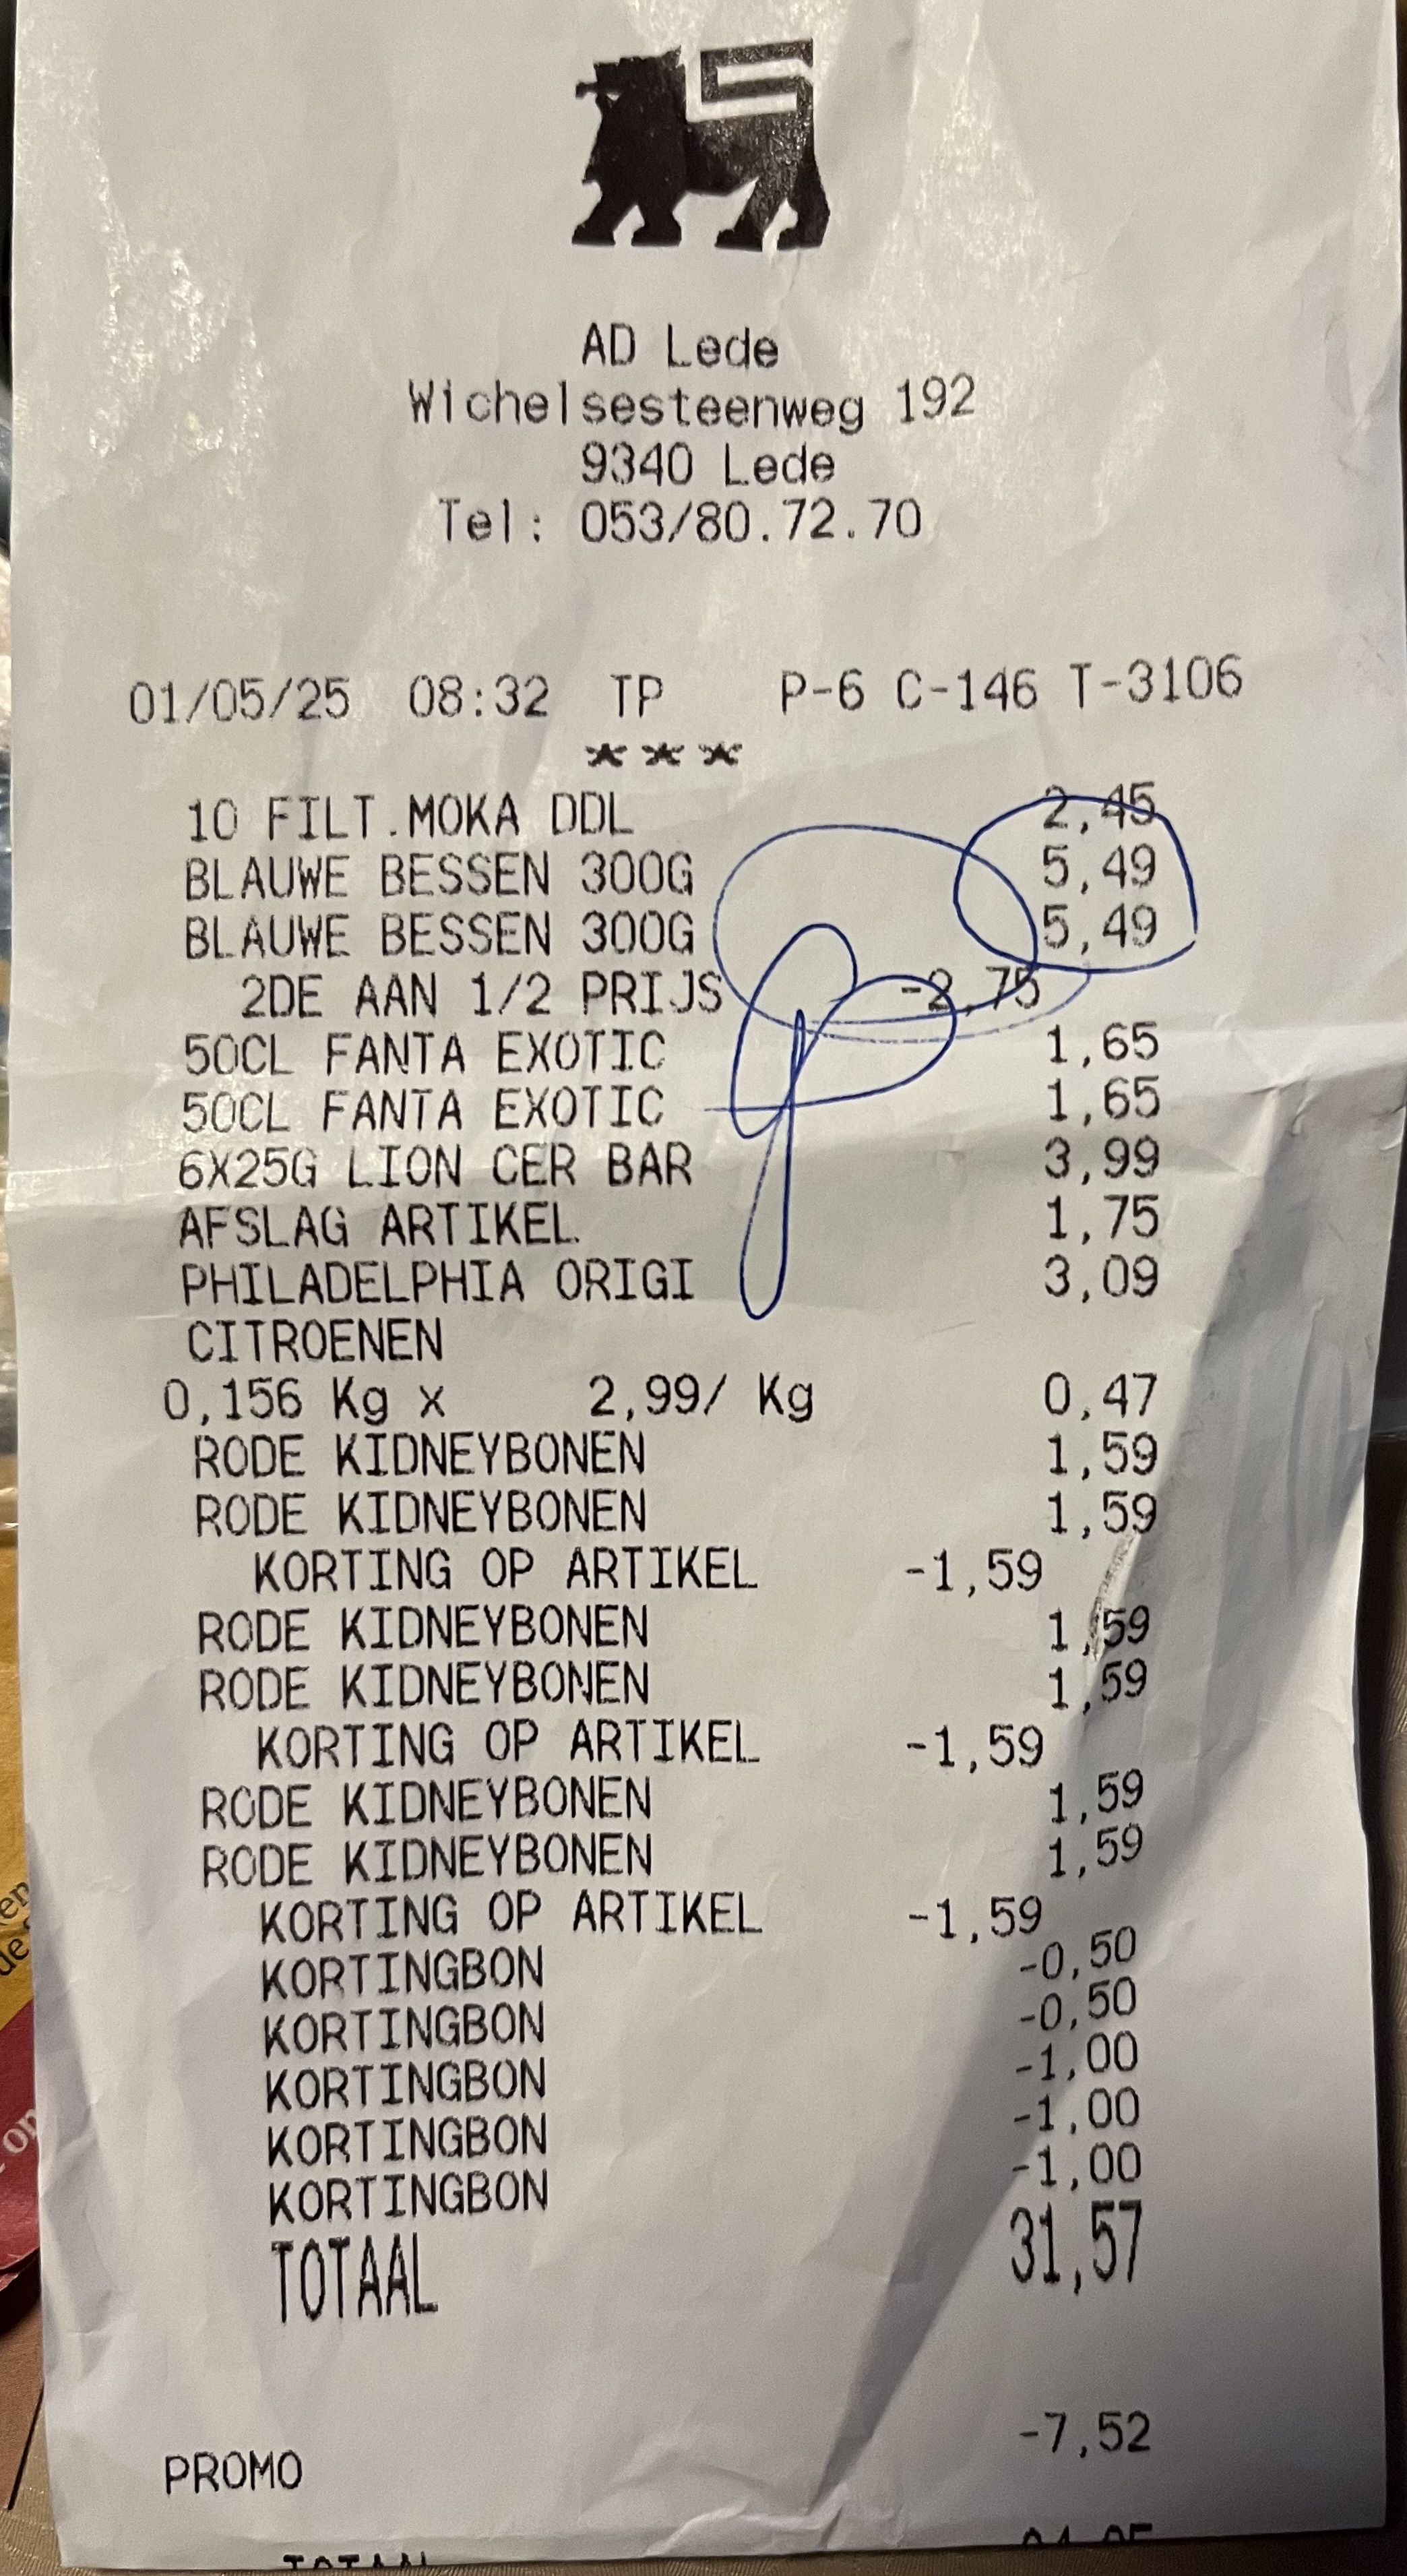 AD Lede
Wichelsesteenweg 192
9340 Lede
Tel: 053/80.72.70
01/05/25 08:32 TP P-6 C-146 T-3106
***
10 FILT.MOKA DDL 2,45
BLAUWE BESSEN 300G 5,49
BLAUWE BESSEN 300G 5,49
2DE AAN 1/2 PRIJS -2,75
50CL FANTA EXOTIC 1,65
50CL FANTA EXOTIC 1,65
6X25G LION CER BAR 3,99
AFSLAG ARTIKEL 1,75
PHILADELPHIA ORIGI 3,09
CITROENEN
0,156 Kg x 2,99/ Kg 0,47
RODE KIDNEYBONEN 1,59
RODE KIDNEYBONEN 1,59
KORTING OP ARTIKEL -1,59
RODE KIDNEYBONEN 1,59
RODE KIDNEYBONEN 1,59
KORTING OP ARTIKEL -1,59
RODE KIDNEYBONEN 1,59
RODE KIDNEYBONEN 1,59
KORTING OP ARTIKEL -1,59
KORTINGBON -0,50
KORTINGBON -0,50
KORTINGBON -1,00
KORTINGBON -1,00
KORTINGBON -1,00
TOTAAL 31,57
PROMO -7,52